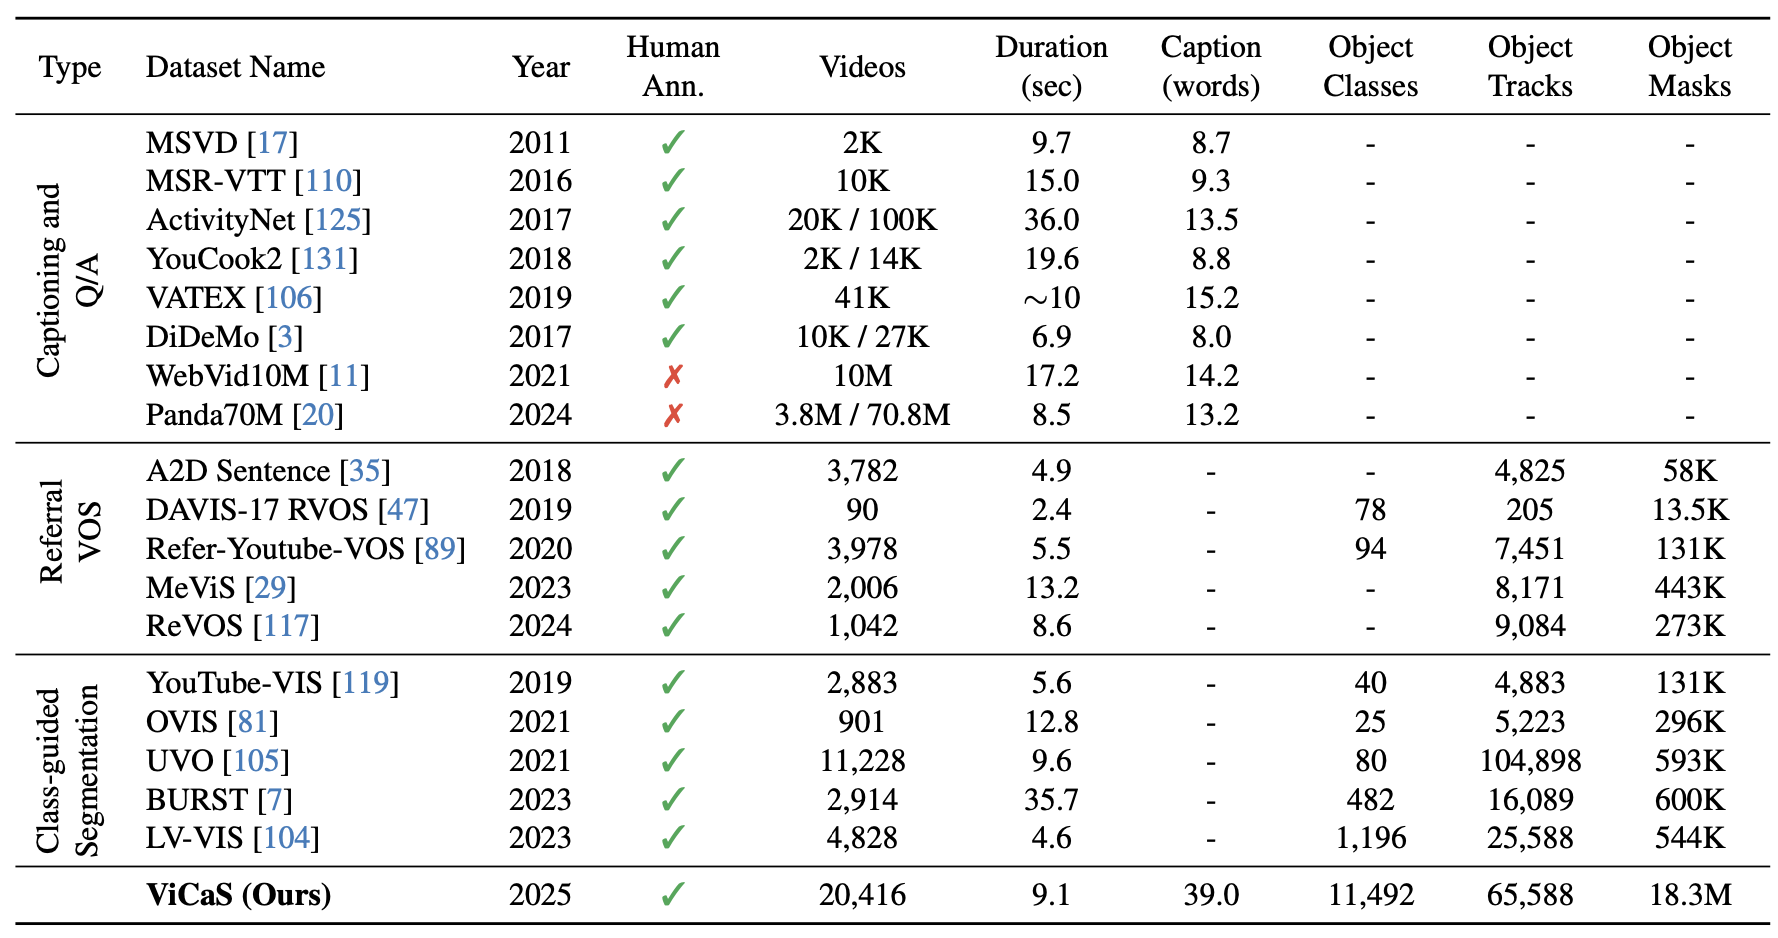 Type Dataset Name Year Human Ann. Videos Duration (sec) Caption (words) Object Classes Object Tracks Object Masks
Captioning and Q/A
MSVD [17] 2011 ✓ 2K 9.7 8.7 - - -
MSR-VTT [110] 2016 ✓ 10K 15.0 9.3 - - -
ActivityNet [125] 2017 ✓ 20K / 100K 36.0 13.5 - - -
YouCook2 [131] 2018 ✓ 2K / 14K 19.6 8.8 - - -
VATEX [106] 2019 ✓ 41K ~10 15.2 - - -
DiDeMo [3] 2017 ✓ 10K / 27K 6.9 8.0 - - -
WebVid10M [11] 2021 ✗ 10M 17.2 14.2 - - -
Panda70M [20] 2024 ✗ 3.8M / 70.8M 8.5 13.2 - - -
Referral VOS
A2D Sentence [35] 2018 ✓ 3,782 4.9 - - 4,825 58K
DAVIS-17 RVOS [47] 2019 ✓ 90 2.4 - 78 205 13.5K
Refer-Youtube-VOS [89] 2020 ✓ 3,978 5.5 - 94 7,451 131K
MeViS [29] 2023 ✓ 2,006 13.2 - - 8,171 443K
ReVOS [117] 2024 ✓ 1,042 8.6 - - 9,084 273K
Class-guided Segmentation
YouTube-VIS [119] 2019 ✓ 2,883 5.6 - 40 4,883 131K
OVIS [81] 2021 ✓ 901 12.8 - 25 5,223 296K
UVO [105] 2021 ✓ 11,228 9.6 - 80 104,898 593K
BURST [7] 2023 ✓ 2,914 35.7 - 482 16,089 600K
LV-VIS [104] 2023 ✓ 4,828 4.6 - 1,196 25,588 544K
ViCaS (Ours) 2025 ✓ 20,416 9.1 39.0 11,492 65,588 18.3M